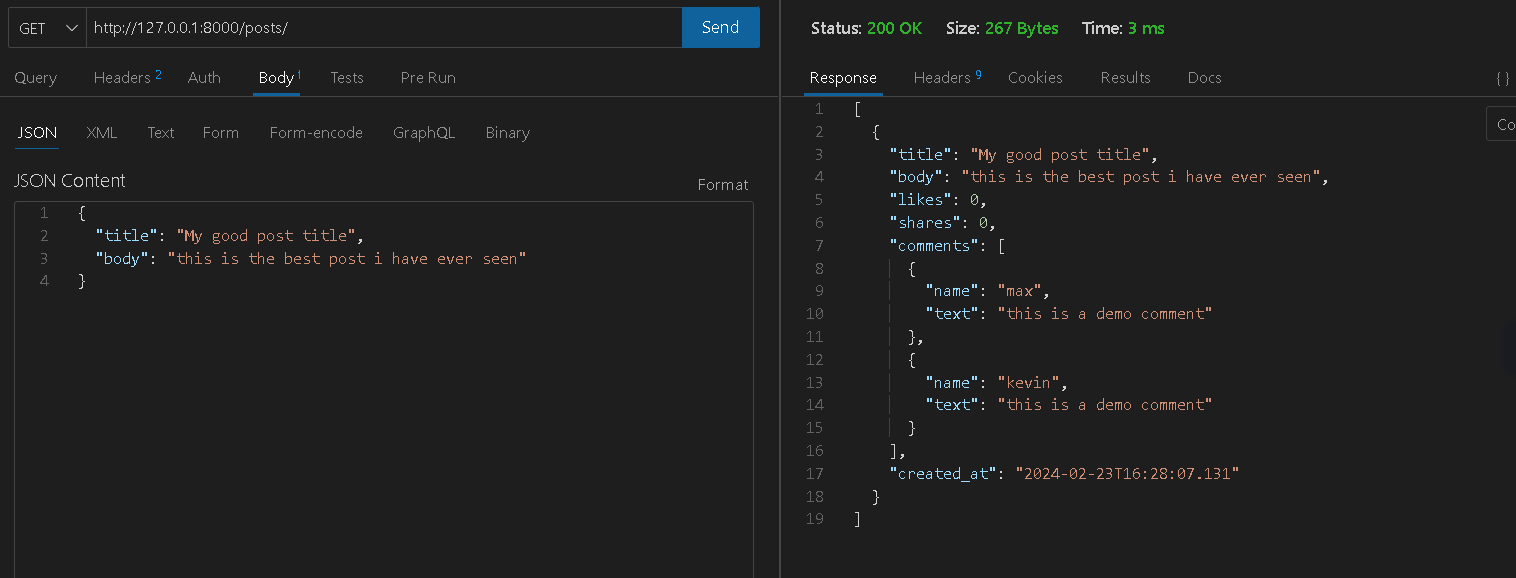 GET http://127.0.0.1:8000/posts/ Send
Query Headers 2 Auth Body 1 Tests Pre Run
JSON XML Text Form Form-encode GraphQL Binary
JSON Content Format
1 {
2 "title": "My good post title",
3 "body": "this is the best post i have ever seen"
4 }
Status: 200 OK Size: 267 Bytes Time: 3 ms
Response Headers 9 Cookies Results Docs {}
Co
1 [
2 {
3 "title": "My good post title",
4 "body": "this is the best post i have ever seen",
5 "likes": 0,
6 "shares": 0,
7 "comments": [
8 {
9 "name": "max",
10 "text": "this is a demo comment"
11 },
12 {
13 "name": "kevin",
14 "text": "this is a demo comment"
15 }
16 ],
17 "created_at": "2024-02-23T16:28:07.131"
18 }
19 ]